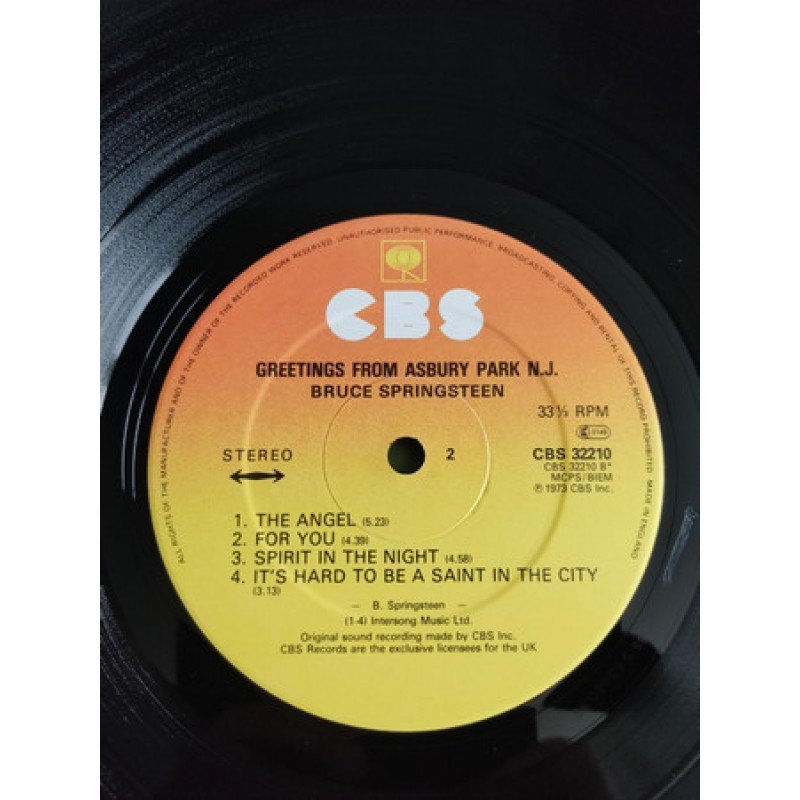 ALL RIGHTS OF THE MANUFACTURER AND OF THE OWNER OF THE RECORDED WORK RESERVED. UNAUTHORISED PUBLIC PERFORMANCE, BROADCASTING, COPYING AND RENTAL OF THIS RECORD PROHIBITED. MADE IN ENGLAND
CBS
GREETINGS FROM ASBURY PARK N.J.
BRUCE SPRINGSTEEN
33⅓ RPM
STEREO
2
CBS 32210
CBS 32210 B*
MCPS/BIEM
℗ 1973 CBS Inc.
1. THE ANGEL (5.23)
2. FOR YOU (4.39)
3. SPIRIT IN THE NIGHT (4.58)
4. IT'S HARD TO BE A SAINT IN THE CITY
(3.13)
– B. Springsteen –
(1-4) Intersong Music Ltd.
Original sound recording made by CBS Inc.
CBS Records are the exclusive licensees for the UK